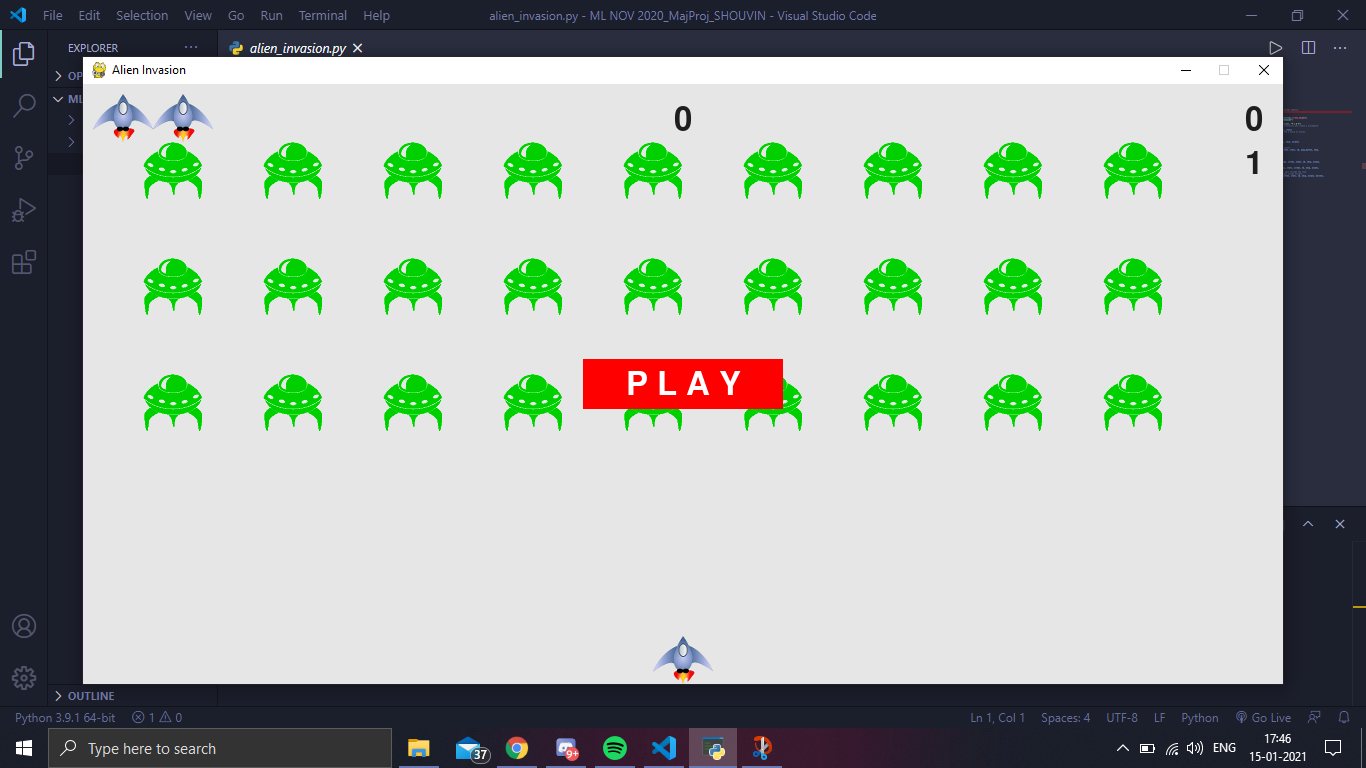 File Edit Selection View Go Run Terminal Help alien_invasion.py - ML NOV 2020_MajProj_SHOUVIN - Visual Studio Code
EXPLORER ··· alien_invasion.py
OP
ML
Alien Invasion
0 0
1
PLAY
OUTLINE
Python 3.9.1 64-bit 1 0 Ln 1, Col 1 Spaces: 4 UTF-8 LF Python Go Live
Type here to search 37 9+ ENG 17:46
15-01-2021